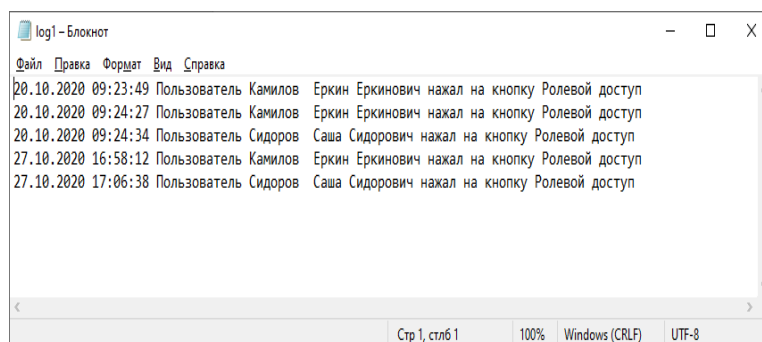 log1 – Блокнот
Файл Правка Формат Вид Справка
20.10.2020 09:23:49 Пользователь Камилов  Еркин Еркинович нажал на кнопку Ролевой доступ
20.10.2020 09:24:27 Пользователь Камилов  Еркин Еркинович нажал на кнопку Ролевой доступ
20.10.2020 09:24:34 Пользователь Сидоров  Саша Сидорович нажал на кнопку Ролевой доступ
27.10.2020 16:58:12 Пользователь Камилов  Еркин Еркинович нажал на кнопку Ролевой доступ
27.10.2020 17:06:38 Пользователь Сидоров  Саша Сидорович нажал на кнопку Ролевой доступ
Стр 1, стлб 1 100% Windows (CRLF) UTF-8